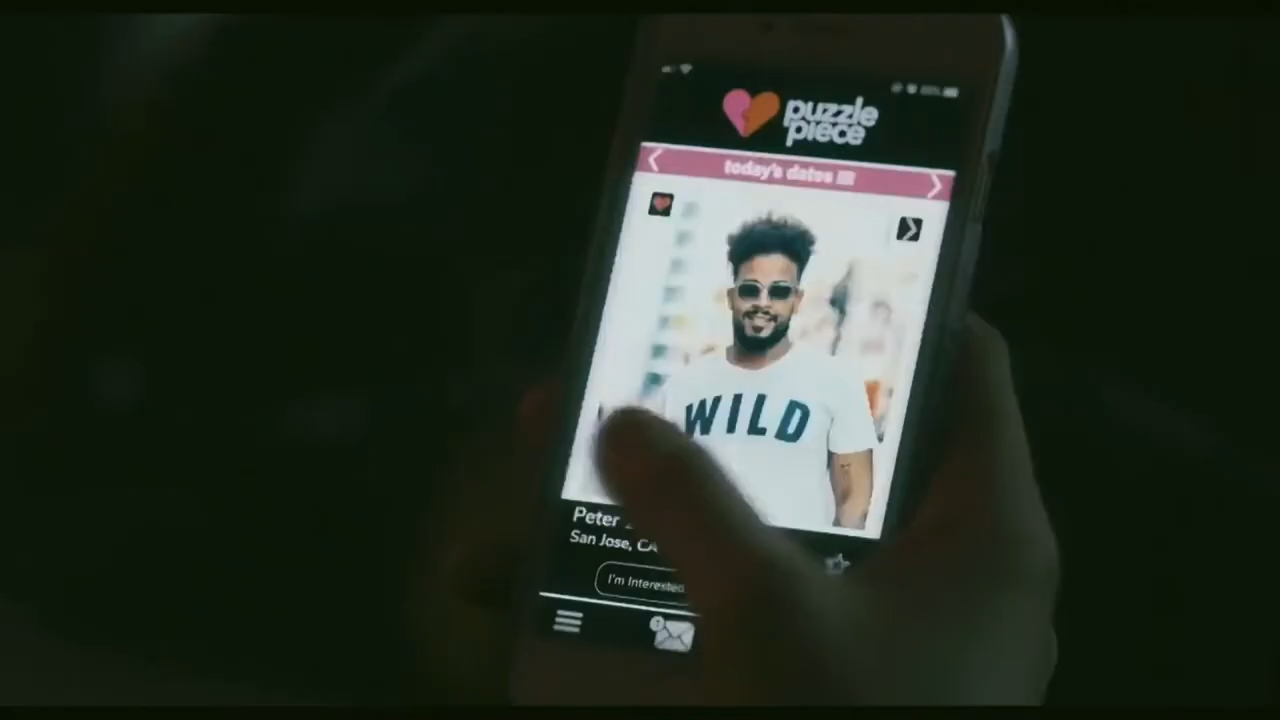 puzzle
piece
today's dates
WILD
Peter
San Jose, CA
I'm Interested